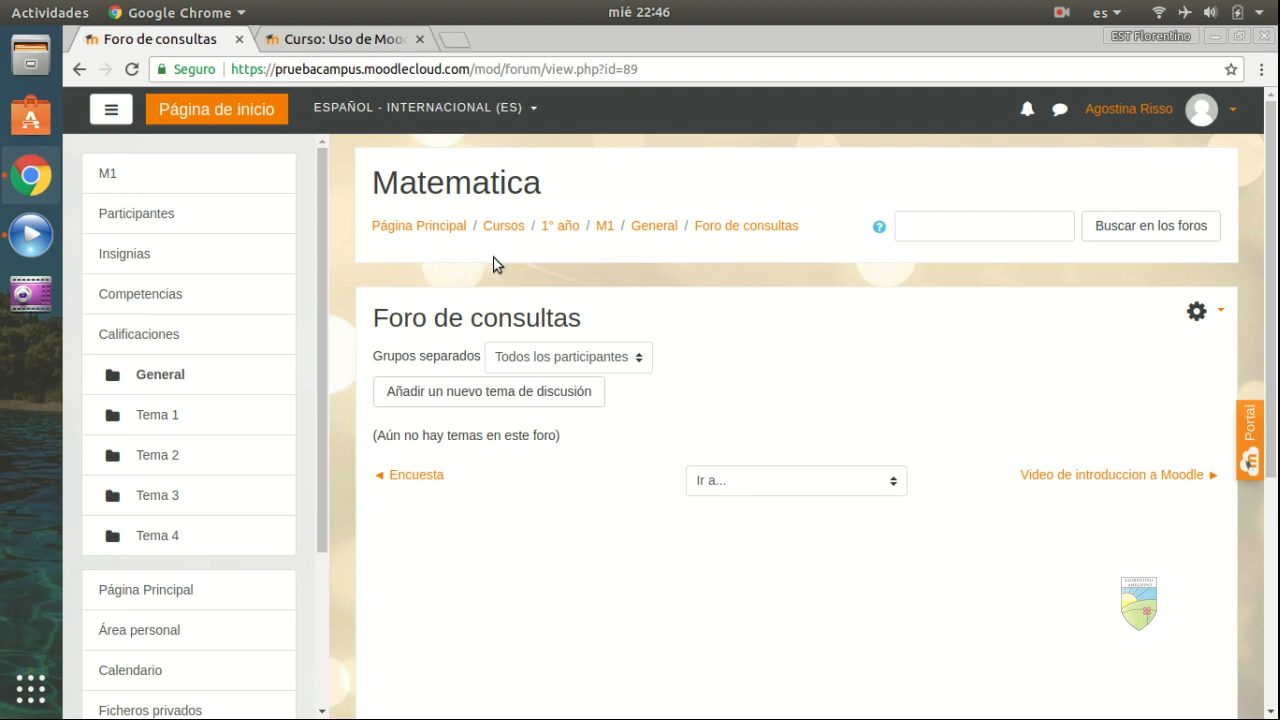 Actividades Google Chrome mié 22:46 es
Foro de consultas Curso: Uso de Mooc EST Florentino
Seguro https://pruebacampus.moodlecloud.com/mod/forum/view.php?id=89
Página de inicio ESPAÑOL - INTERNACIONAL (ES) Agostina Risso
M1
Participantes
Insignias
Competencias
Calificaciones
General
Tema 1
Tema 2
Tema 3
Tema 4
Página Principal
Área personal
Calendario
Ficheros privados
Matematica
Página Principal / Cursos / 1° año / M1 / General / Foro de consultas
? Buscar en los foros
Foro de consultas
Grupos separados Todos los participantes
Añadir un nuevo tema de discusión
(Aún no hay temas en este foro)
◄ Encuesta Ir a... Video de introduccion a Moodle ►
Portal
FLORENTINO
AMEGHINO